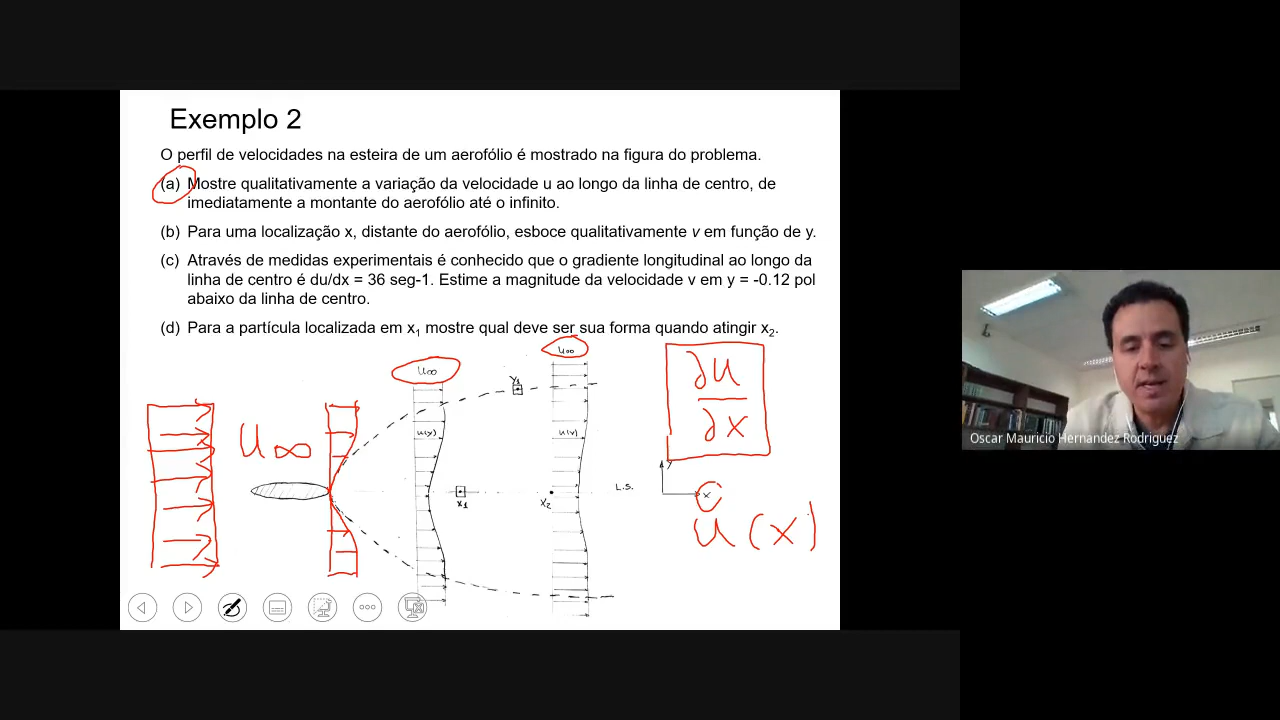 Exemplo 2
O perfil de velocidades na esteira de um aerofólio é mostrado na figura do problema.
(a) Mostre qualitativamente a variação da velocidade u ao longo da linha de centro, de
imediatamente a montante do aerofólio até o infinito.
(b) Para uma localização x, distante do aerofólio, esboce qualitativamente v em função de y.
(c) Através de medidas experimentais é conhecido que o gradiente longitudinal ao longo da
linha de centro é du/dx = 36 seg-1. Estime a magnitude da velocidade v em y = -0.12 pol
abaixo da linha de centro.
(d) Para a partícula localizada em x₁ mostre qual deve ser sua forma quando atingir x₂.
U∞
U∞
∂u
∂x
u(y)
u(y)
U∞
y
x₁
x₂
L.S.
x
u(x)
Oscar Mauricio Hernandez Rodriguez